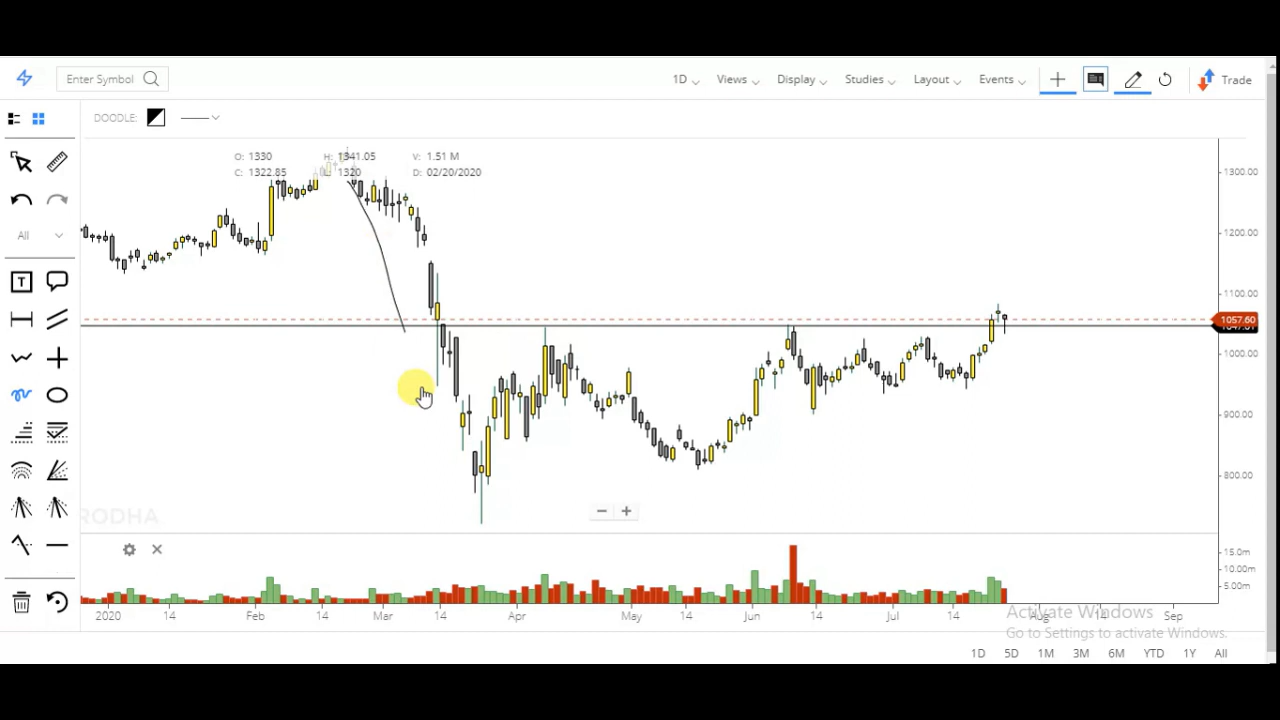 Enter Symbol 1D Views Display Studies Layout Events Trade
DOODLE:
O: 1330 H: 1341.05 V: 1.51 M
C: 1322.85 L: 1320 D: 02/20/2020
All
T
1300.00
1200.00
1100.00
1057.60
1000.00
900.00
800.00
RODHA
15.0m
10.00m
5.00m
2020 14 Feb 14 Mar 14 Apr May 14 Jun 14 Jul 14 Aug 14 Sep
Activate Windows
Go to Settings to activate Windows.
1D 5D 1M 3M 6M YTD 1Y All